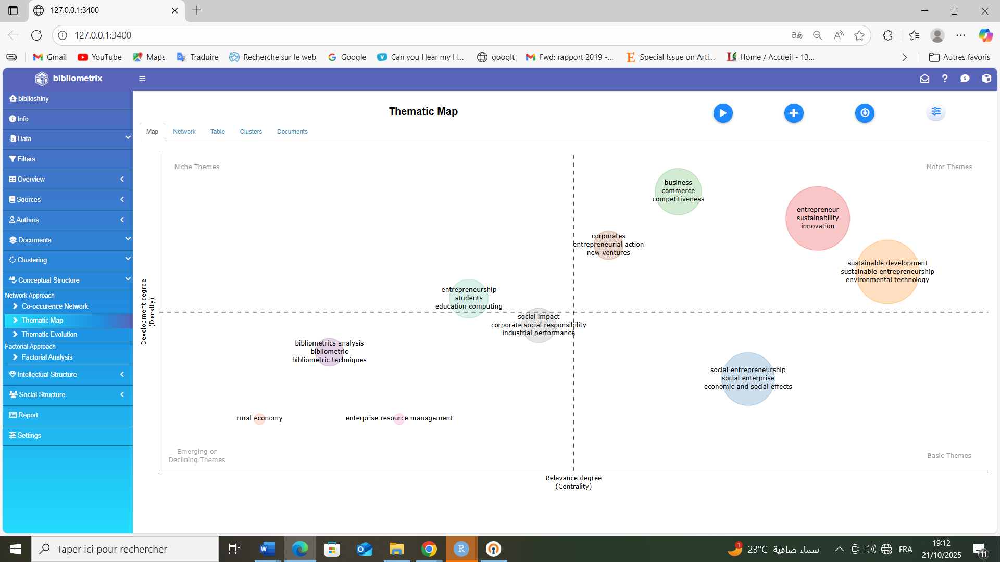 127.0.0.1:3400
127.0.0.1:3400
Gmail
YouTube
Maps
Traduire
Recherche sur le web
Google
Can you Hear my H...
googlt
Fwd: rapport 2019 -...
Special Issue on Arti...
Home / Accueil - 13...
Autres favoris
bibliometrix
biblioshiny
Info
Data
Filters
Overview
Sources
Authors
Documents
Clustering
Conceptual Structure
Network Approach
Co-occurence Network
Thematic Map
Thematic Evolution
Factorial Approach
Factorial Analysis
Intellectual Structure
Social Structure
Report
Settings
Thematic Map
Map
Network
Table
Clusters
Documents
Niche Themes
Motor Themes
business
commerce
competitiveness
entrepreneur
sustainability
innovation
corporates
entrepreneurial action
new ventures
sustainable development
sustainable entrepreneurship
environmental technology
entrepreneurship
students
education computing
social impact
corporate social responsibility
industrial performance
bibliometrics analysis
bibliometric
bibliometric techniques
social entrepreneurship
social enterprise
economic and social effects
rural economy
enterprise resource management
Emerging or
Declining Themes
Basic Themes
Development degree
(Density)
Relevance degree
(Centrality)
Taper ici pour rechercher
1
23°C سماء صافية
FRA
19:12
21/10/2025
11